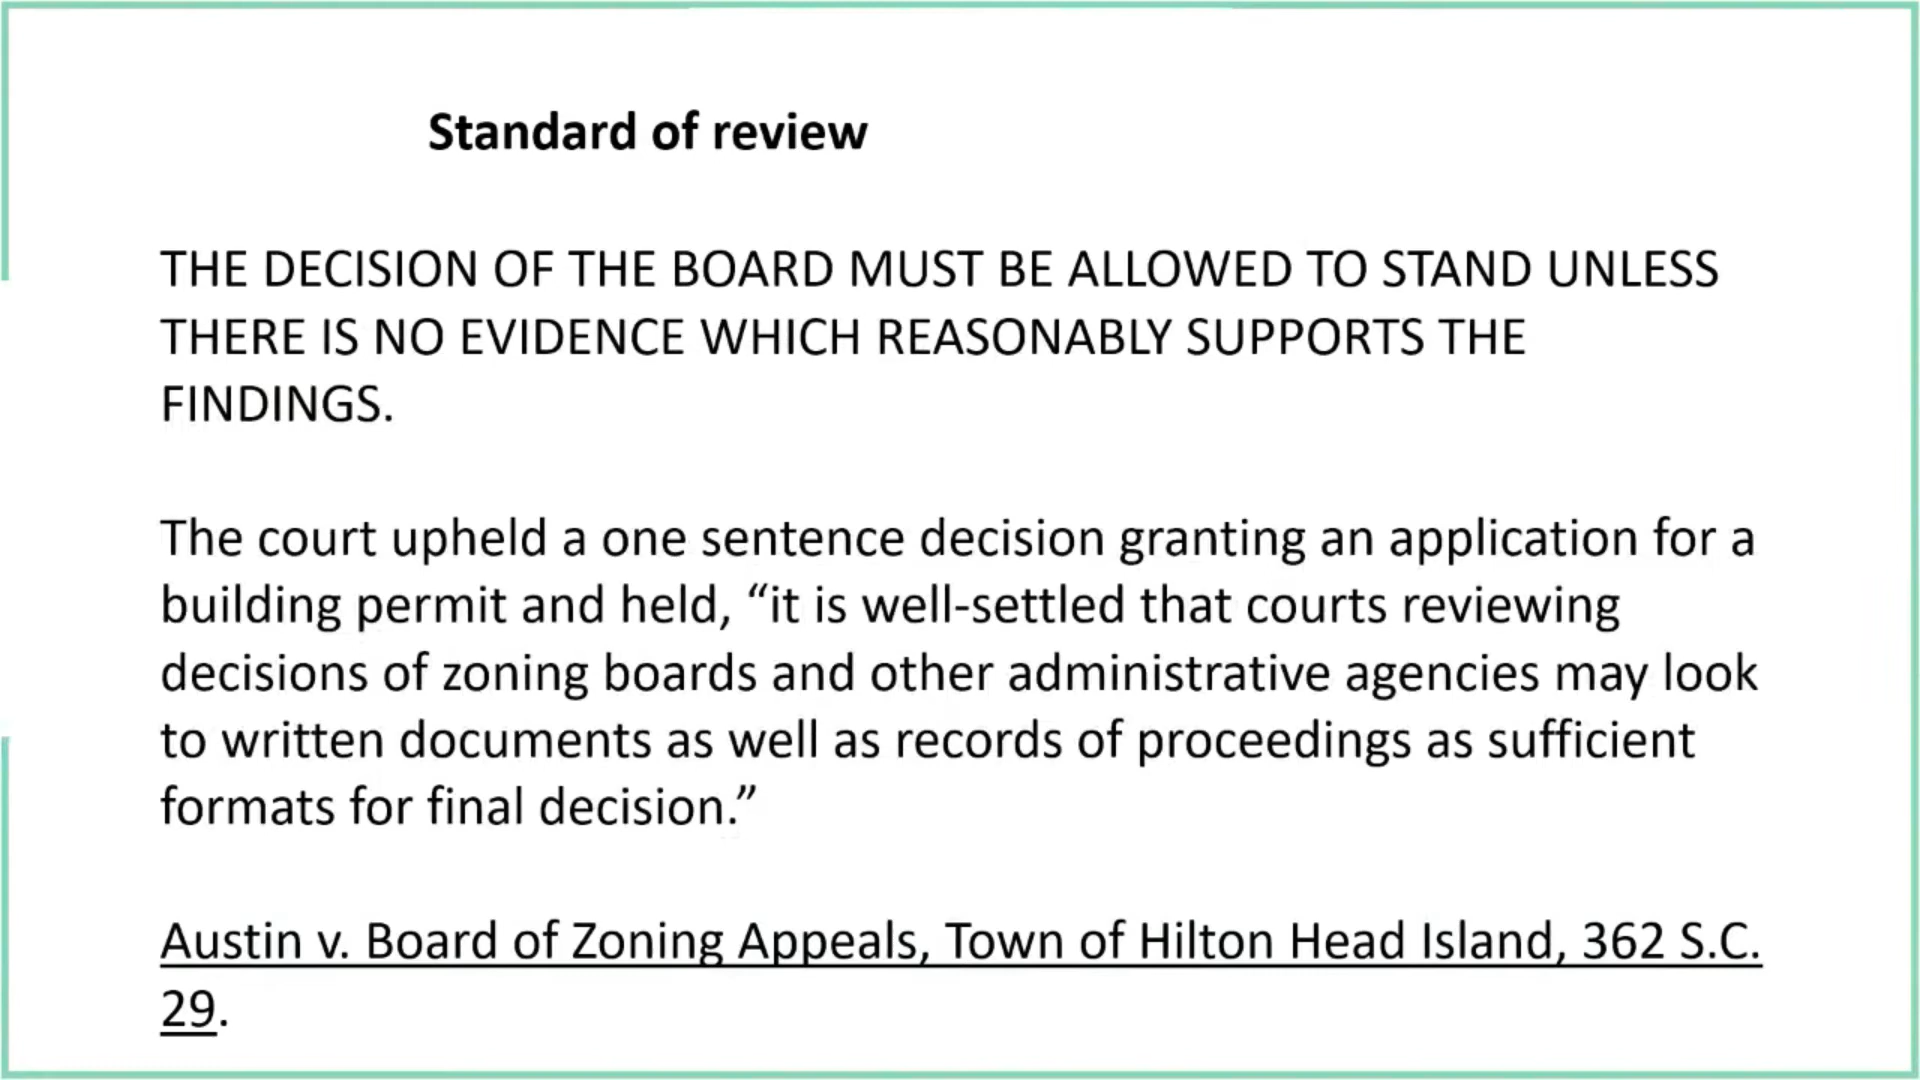 Standard of review
THE DECISION OF THE BOARD MUST BE ALLOWED TO STAND UNLESS
THERE IS NO EVIDENCE WHICH REASONABLY SUPPORTS THE
FINDINGS.
The court upheld a one sentence decision granting an application for a
building permit and held, “it is well-settled that courts reviewing
decisions of zoning boards and other administrative agencies may look
to written documents as well as records of proceedings as sufficient
formats for final decision.”
Austin v. Board of Zoning Appeals, Town of Hilton Head Island, 362 S.C.
29.